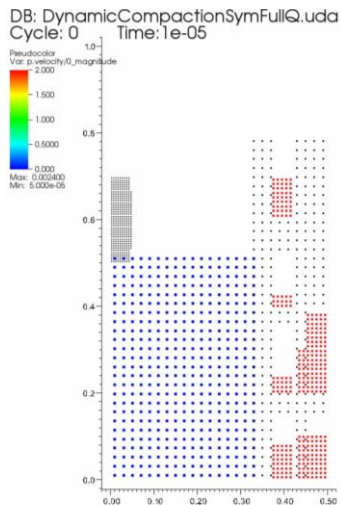 DB: DynamicCompactionSymFullQ.uda
Cycle: 0 Time:1e-05
Pseudocolor
Var: p.velocity/0_magnitude
2.000
1.500
1.000
0.5000
0.000
Max: 0.002400
Min: 5.000e-05
1.0
0.8
0.6
0.4
0.2
0.0
0.00 0.10 0.20 0.30 0.40 0.50